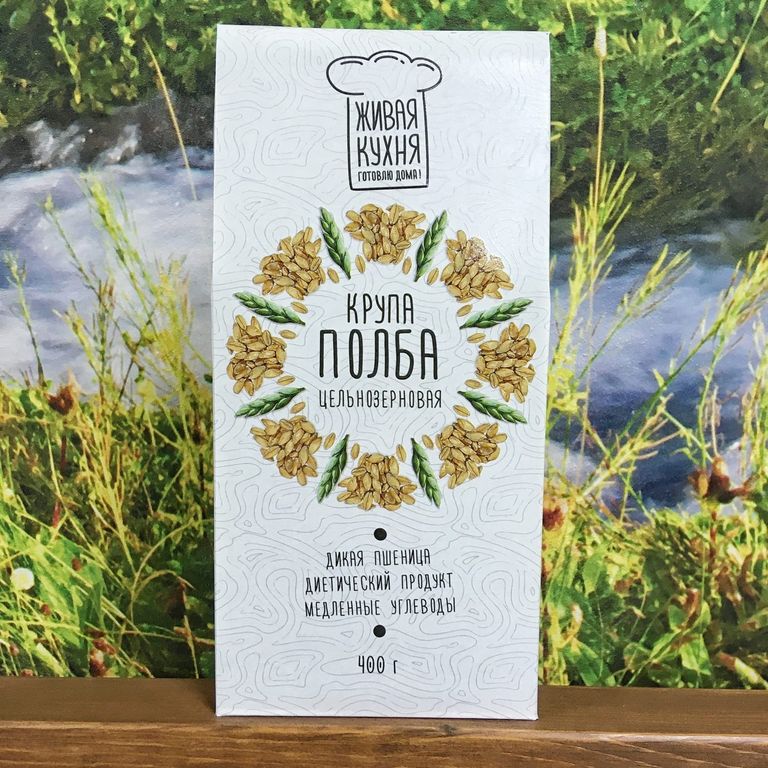 ЖИВАЯ
КУХНЯ
ГОТОВЛЮ ДОМА!
КРУПА
ПОЛБА
ЦЕЛЬНОЗЕРНОВАЯ
ДИКАЯ ПШЕНИЦА
ДИЕТИЧЕСКИЙ ПРОДУКТ
МЕДЛЕННЫЕ УГЛЕВОДЫ
400 г